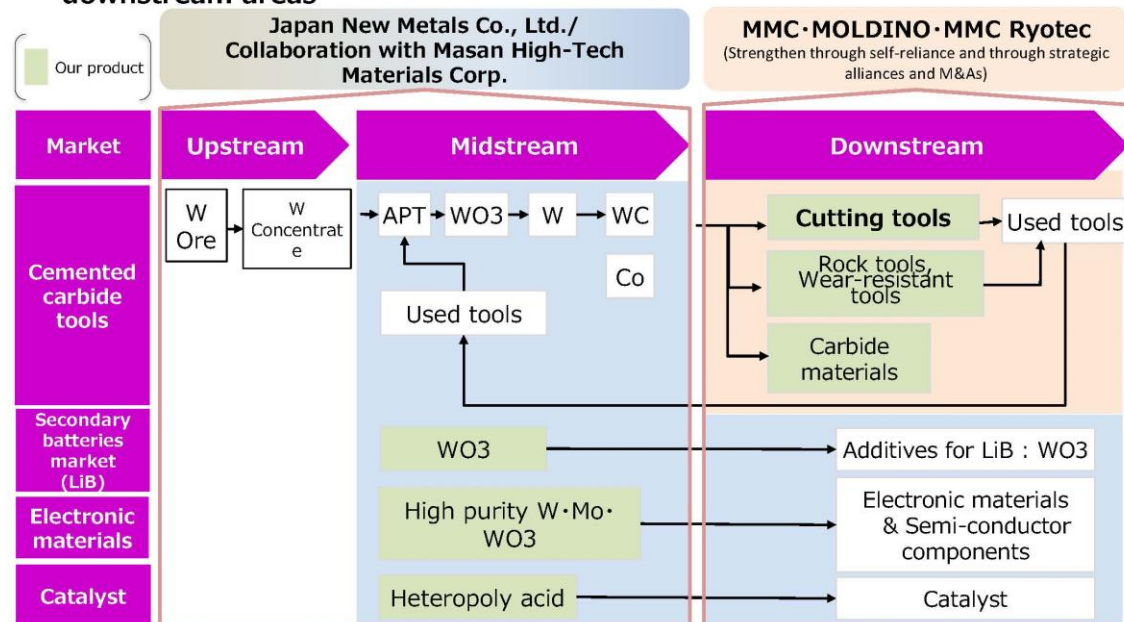 downstream areas
Our product
Japan New Metals Co., Ltd./
Collaboration with Masan High-Tech
Materials Corp.
MMC･MOLDINO･MMC Ryotec
(Strengthen through self-reliance and through strategic
alliances and M&As)
Market
Upstream
Midstream
Downstream
Cemented
carbide
tools
W
Ore
W
Concentrat
e
APT
WO3
W
WC
Co
Used tools
Cutting tools
Used tools
Rock tools,
Wear-resistant
tools
Carbide
materials
Secondary
batteries
market
(LiB)
WO3
Additives for LiB : WO3
Electronic
materials
High purity W･Mo･
WO3
Electronic materials
& Semi-conductor
components
Catalyst
Heteropoly acid
Catalyst